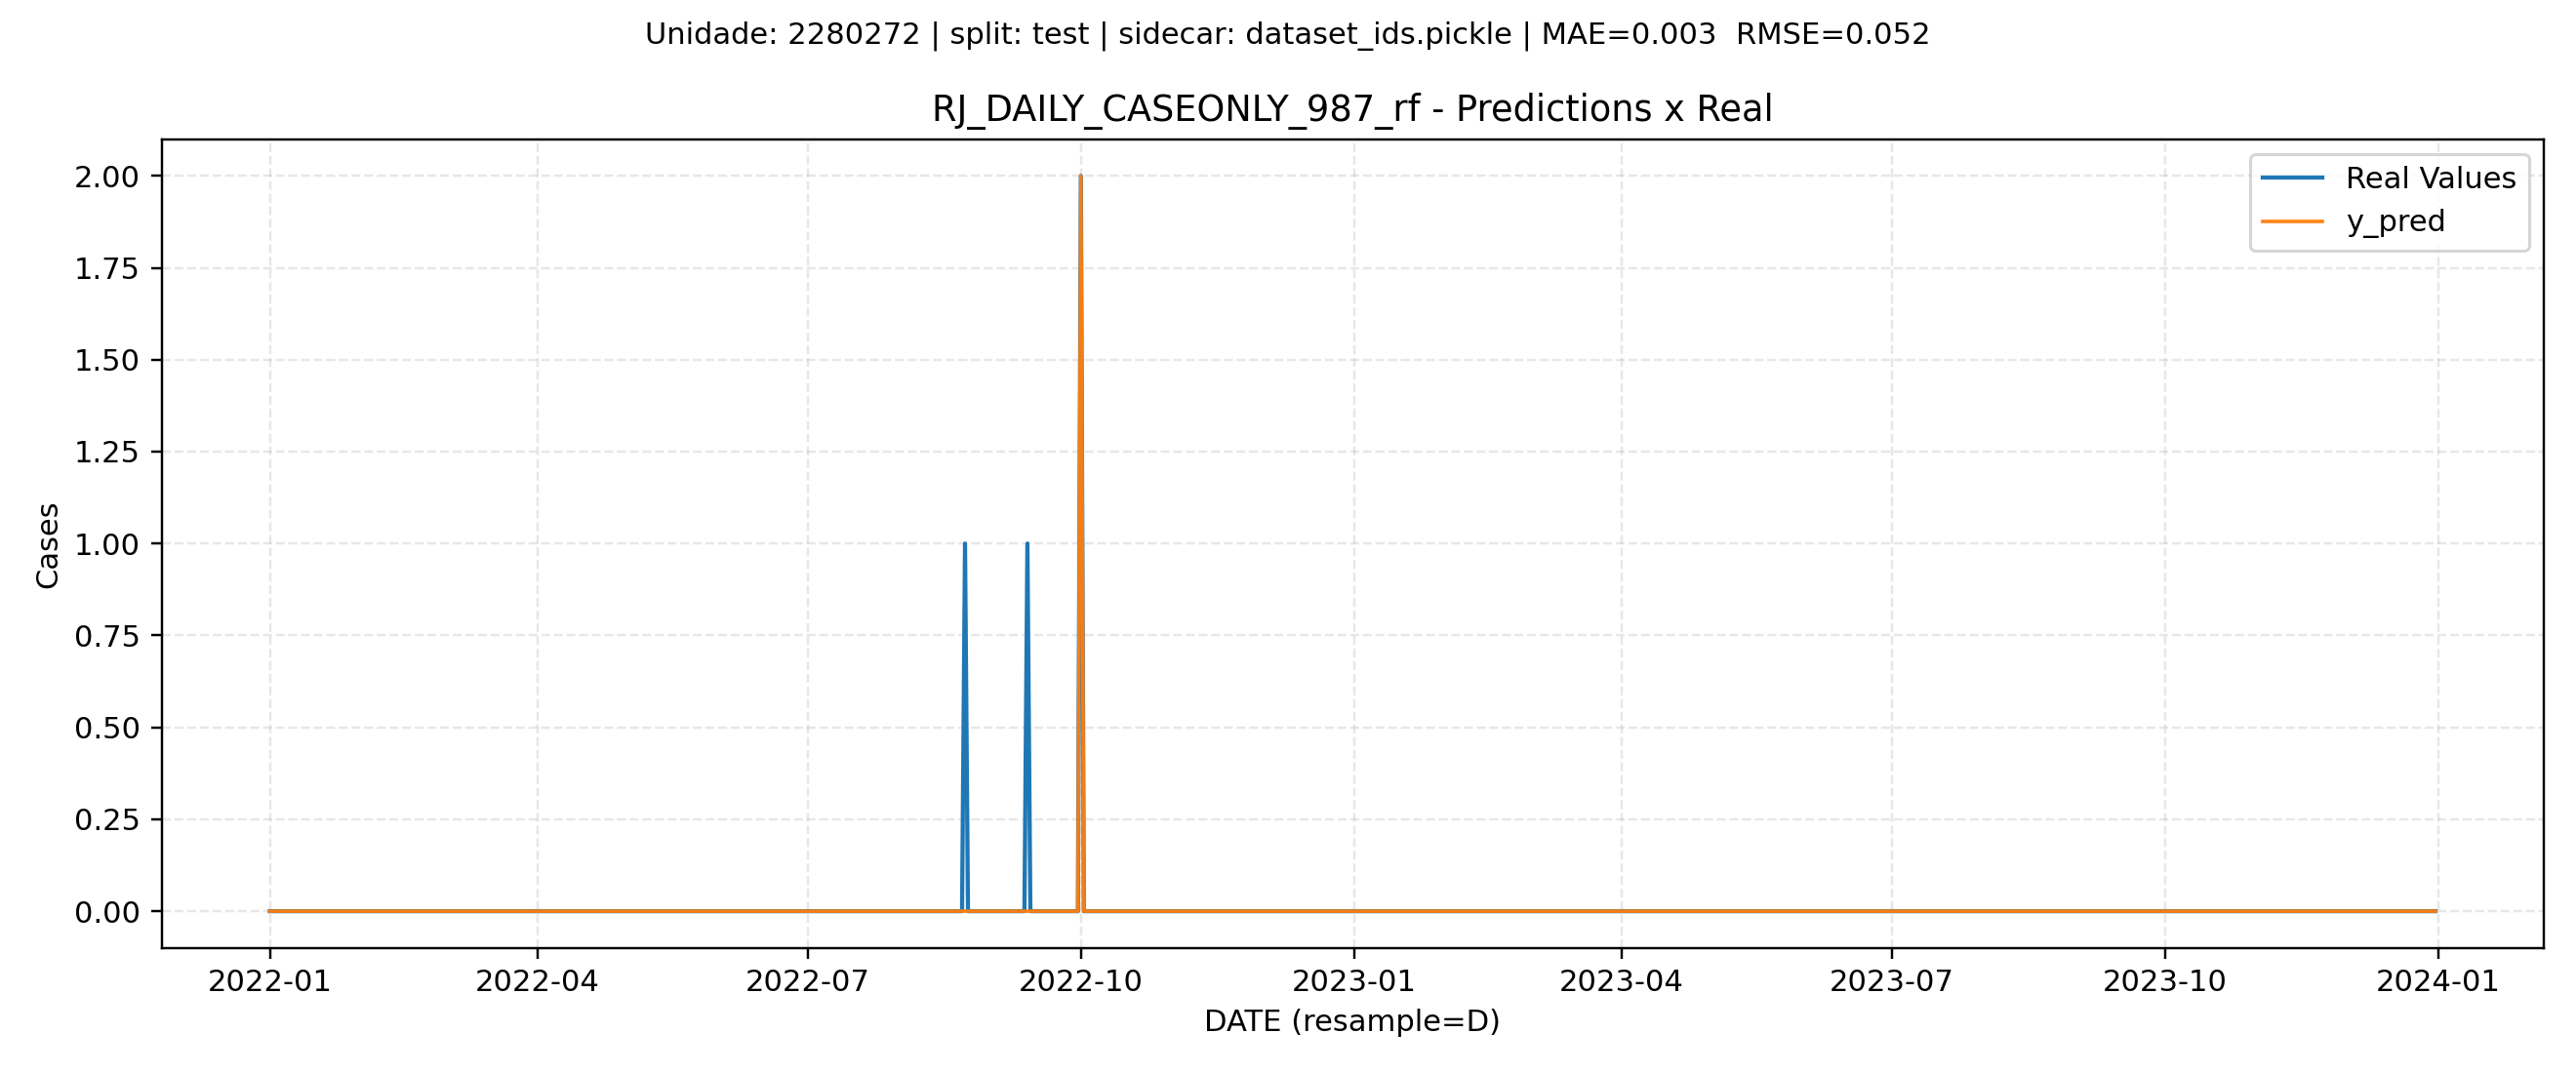 Unidade: 2280272 | split: test | sidecar: dataset_ids.pickle | MAE=0.003  RMSE=0.052
RJ_DAILY_CASEONLY_987_rf - Predictions x Real
Real Values
y_pred
Cases
2.00
1.75
1.50
1.25
1.00
0.75
0.50
0.25
0.00
2022-01 2022-04 2022-07 2022-10 2023-01 2023-04 2023-07 2023-10 2024-01
DATE (resample=D)